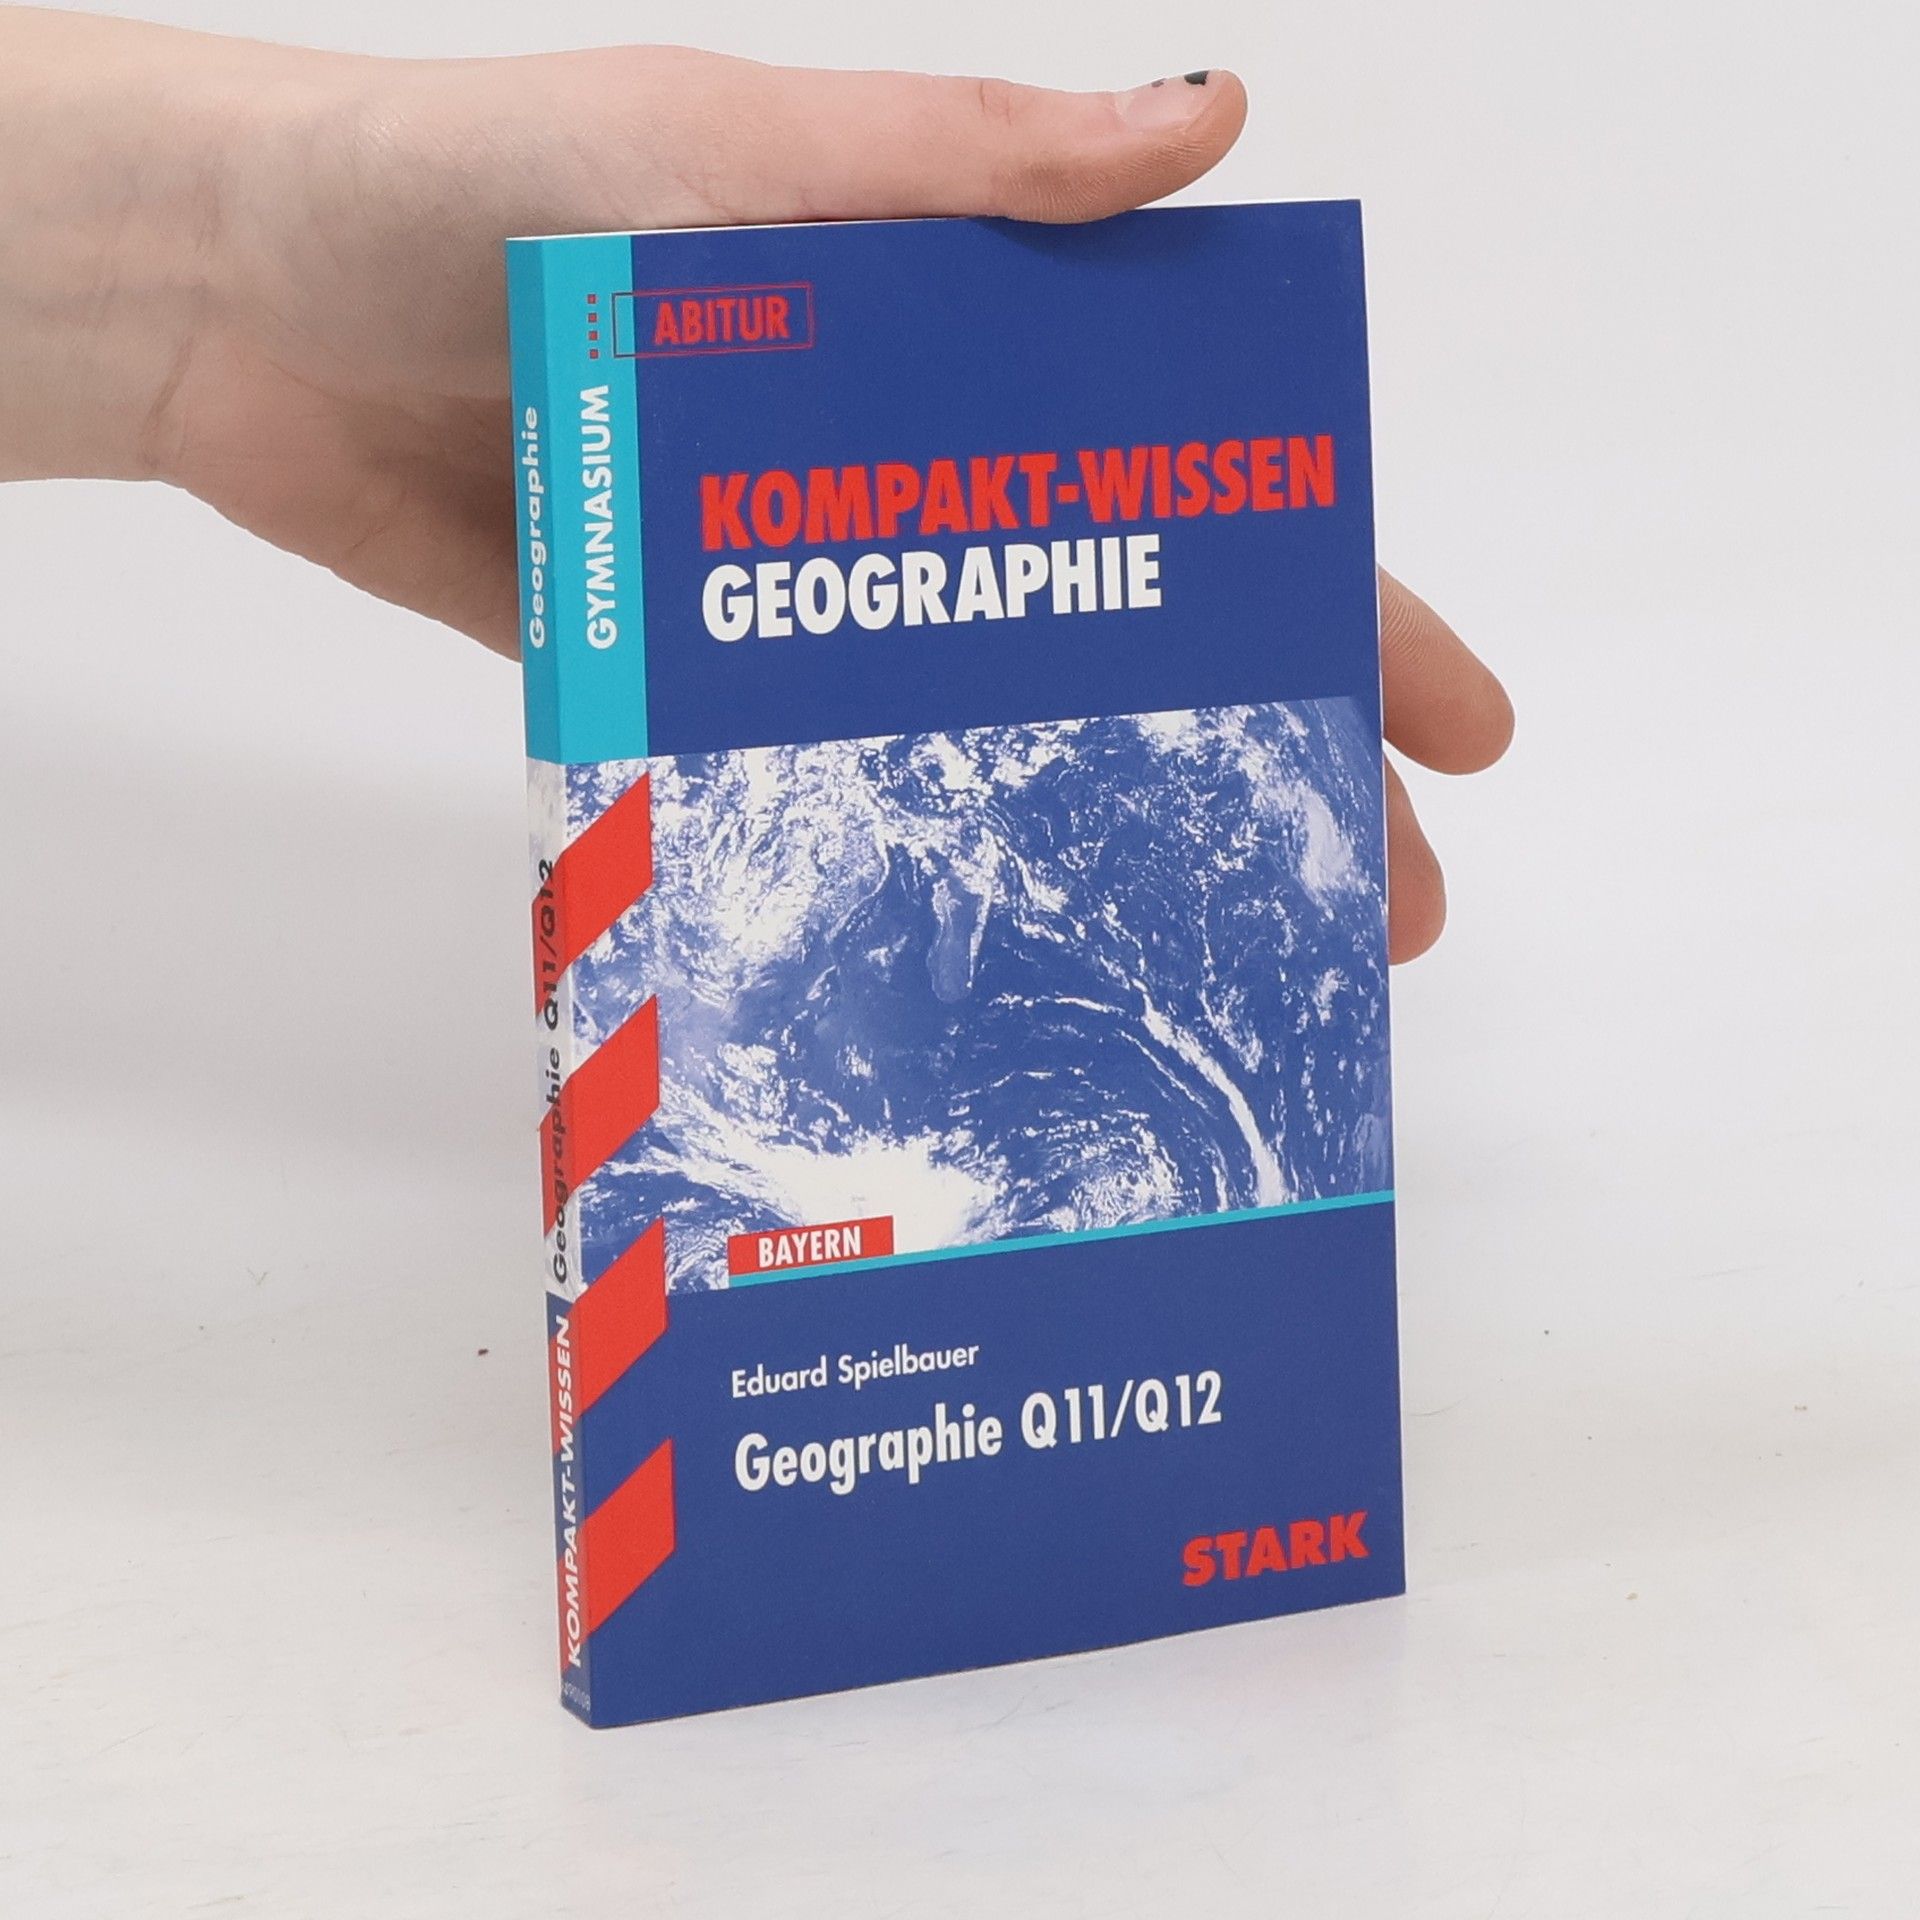 ABITUR
GYMNASIUM
KOMPAKT-WISSEN
GEOGRAPHIE
BAYERN
Eduard Spielbauer
Geographie Q11/Q12
STARK
Geographie
KOMPAKT-WISSEN Geographie Q11/Q12